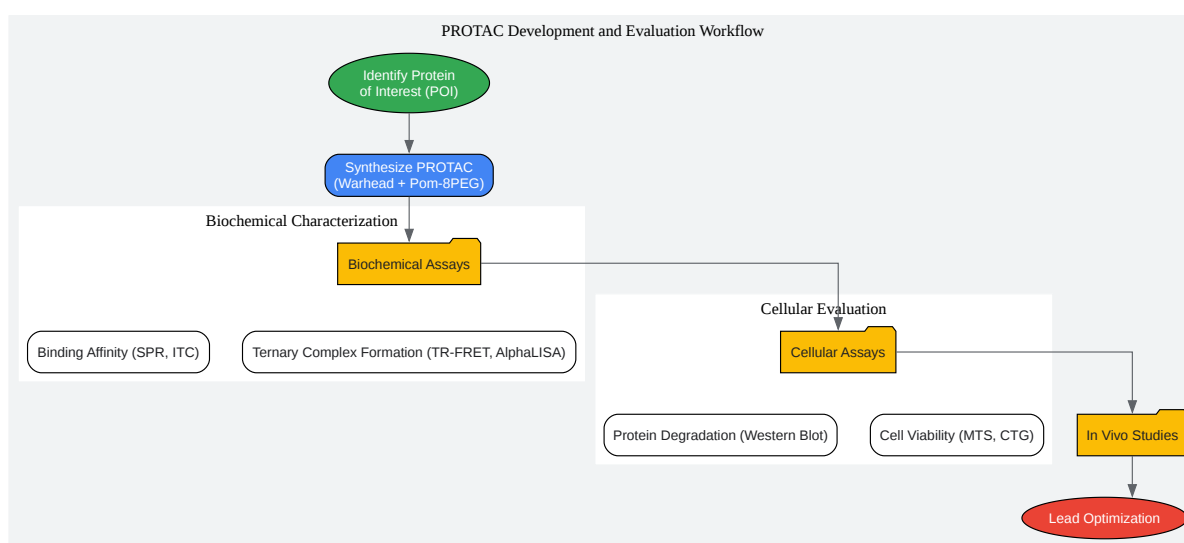 PROTAC Development and Evaluation Workflow
Identify Protein
of Interest (POI)
Synthesize PROTAC
(Warhead + Pom-8PEG)
Biochemical Characterization
Biochemical Assays
Binding Affinity (SPR, ITC)
Ternary Complex Formation (TR-FRET, AlphaLISA)
Cellular Evaluation
Cellular Assays
Protein Degradation (Western Blot)
Cell Viability (MTS, CTG)
In Vivo Studies
Lead Optimization